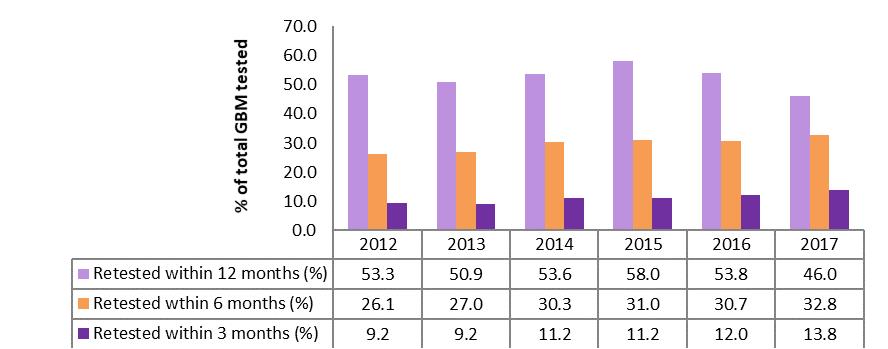 % of total GBM tested
70.0
60.0
50.0
40.0
30.0
20.0
10.0
0.0
2012 2013 2014 2015 2016 2017
Retested within 12 months (%) 53.3 50.9 53.6 58.0 53.8 46.0
Retested wthin 6 months (%) 26.1 27.0 30.3 31.0 30.7 32.8
Retested within 3 months (%) 9.2 9.2 11.2 11.2 12.0 13.8